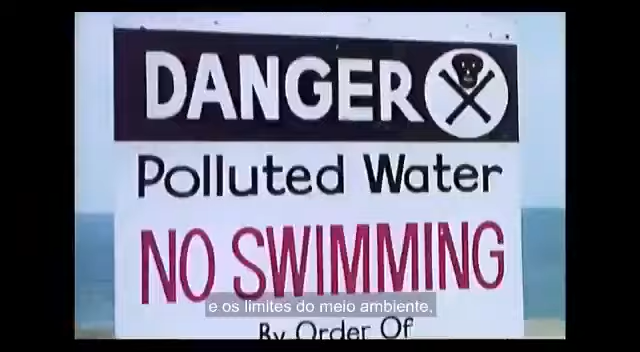 DANGER
Polluted Water
NO SWIMMING
e os limites do meio ambiente,
By Order Of